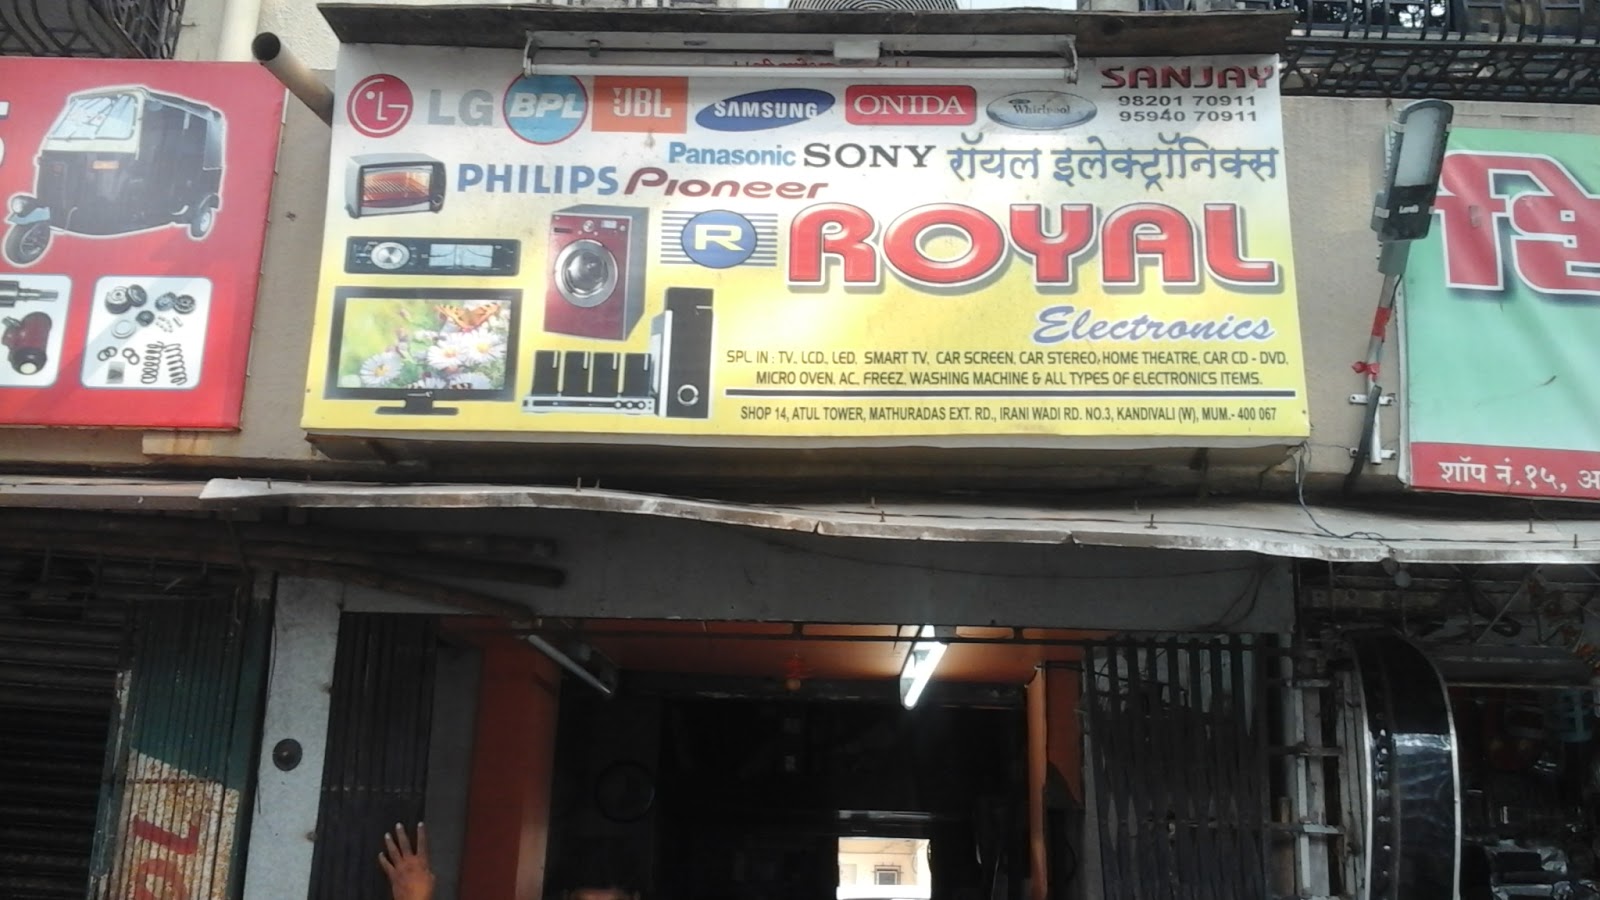 LG BPL JBL SAMSUNG ONIDA Whirlpool
SANJAY
98201 70911
95940 70911
Panasonic SONY रॉयल इलेक्ट्रॉनिक्स
PHILIPS Pioneer
R ROYAL
Electronics
SPL IN : TV. LCD, LED, SMART TV, CAR SCREEN, CAR STEREO, HOME THEATRE, CAR CD - DVD,
MICRO OVEN. AC. FREEZ. WASHING MACHINE & ALL TYPES OF ELECTRONICS ITEMS.
SHOP 14, ATUL TOWER, MATHURADAS EXT. RD., IRANI WADI RD. NO.3, KANDIVALI (W), MUM.- 400 067
शॉप नं.१५, अ